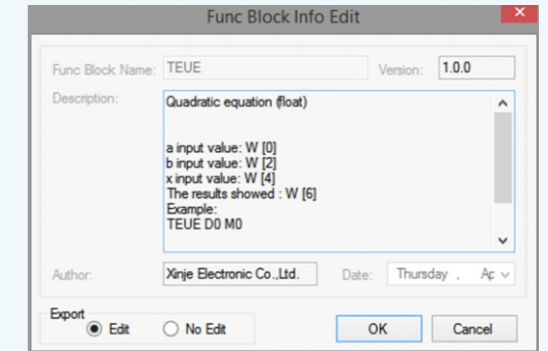 Func Block Info Edit
Func Block Name: TEUE Version: 1.0.0
Description: Quadratic equation (float)
a input value: W [0]
b input value: W [2]
x input value: W [4]
The results showed : W [6]
Example:
TEUE D0 M0
Author: Xinje Electronic Co.,Ltd. Date: Thursday , Ap
Export
Edit No Edit OK Cancel